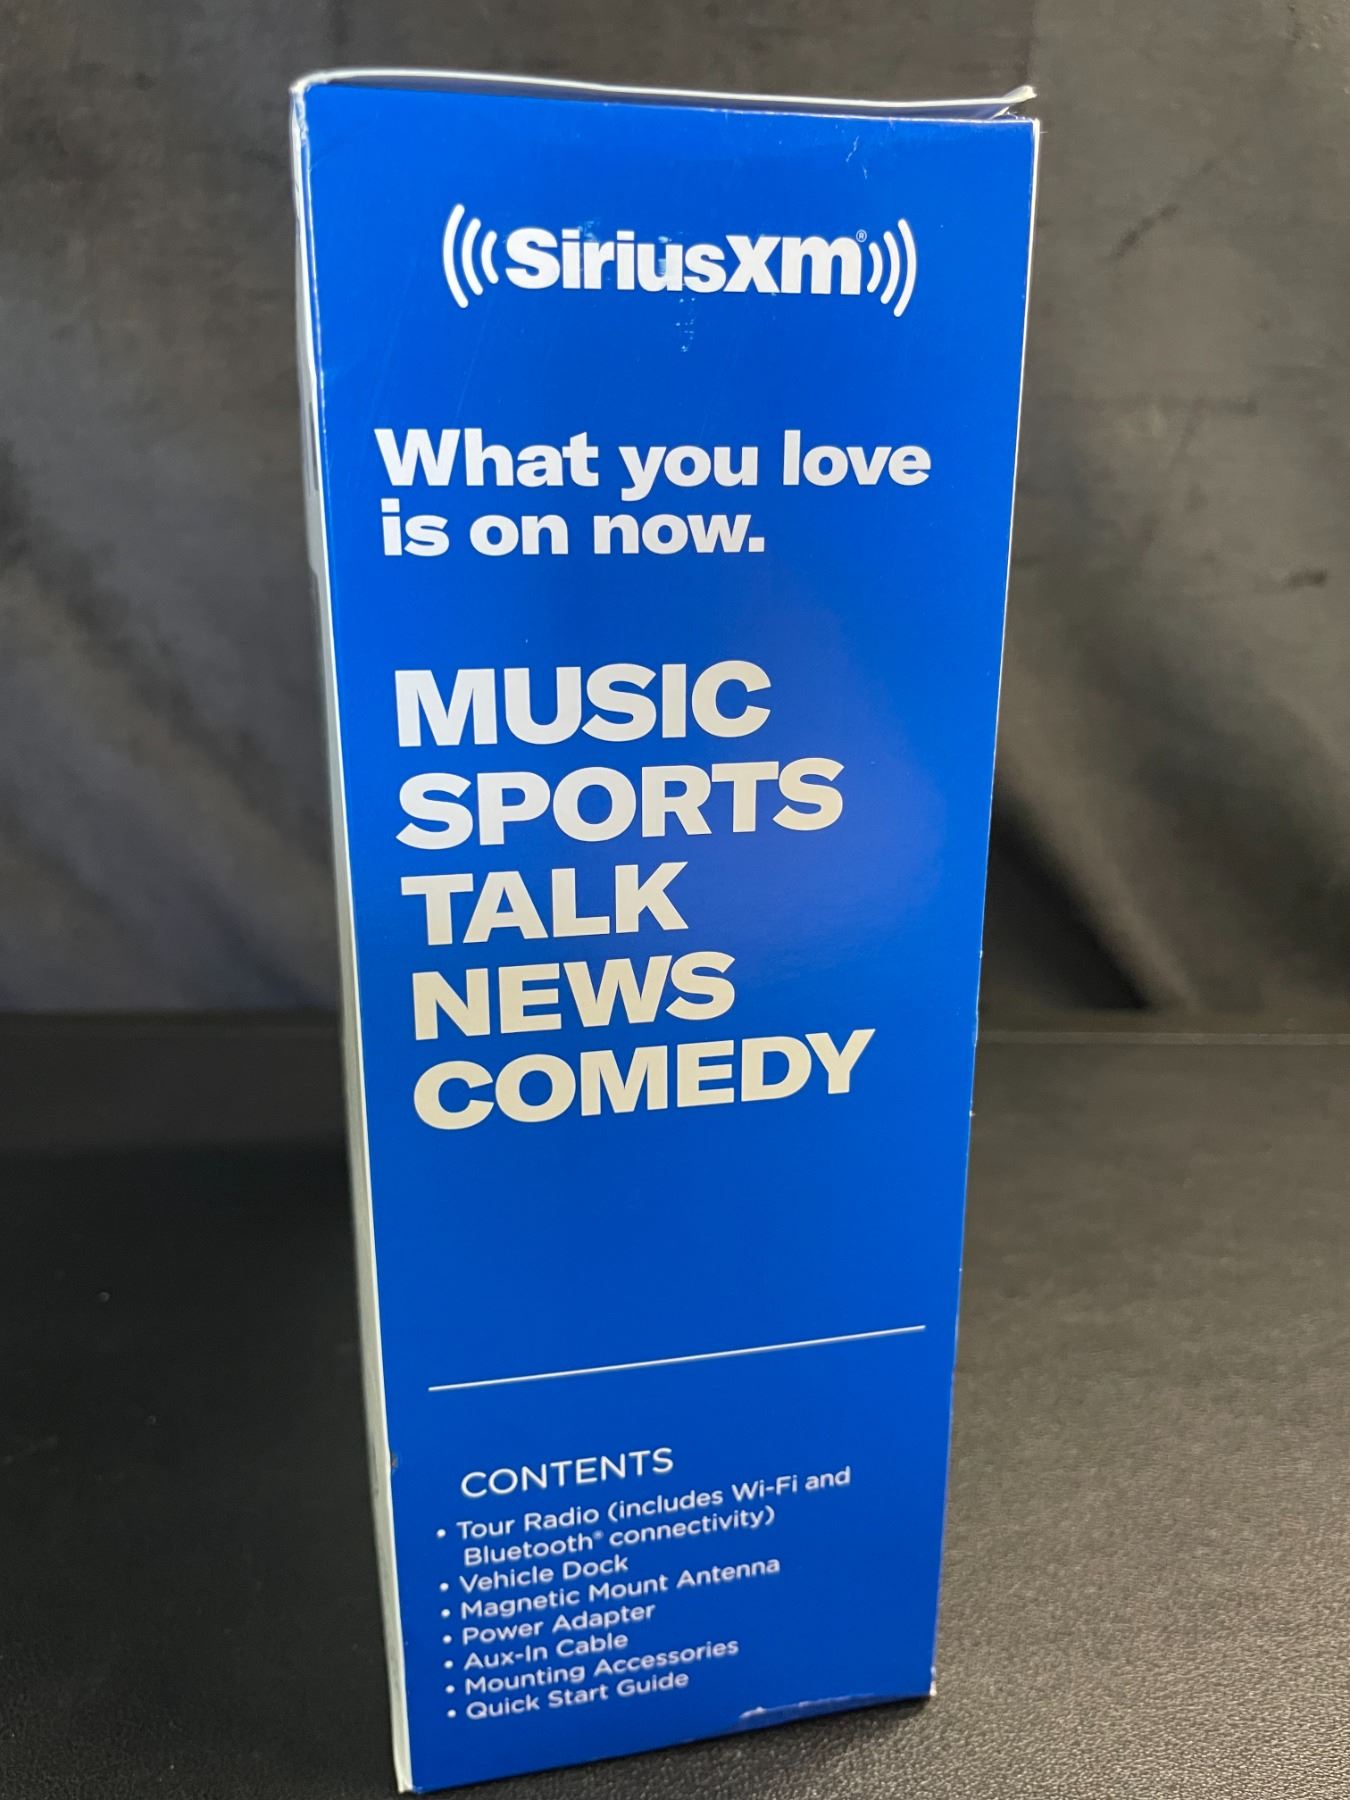 SiriusXm®
What you love
is on now.
MUSIC
SPORTS
TALK
NEWS
COMEDY
CONTENTS
• Tour Radio (includes Wi-Fi and
Bluetooth® connectivity)
• Vehicle Dock
• Magnetic Mount Antenna
• Power Adapter
• Aux-In Cable
• Mounting Accessories
• Quick Start Guide